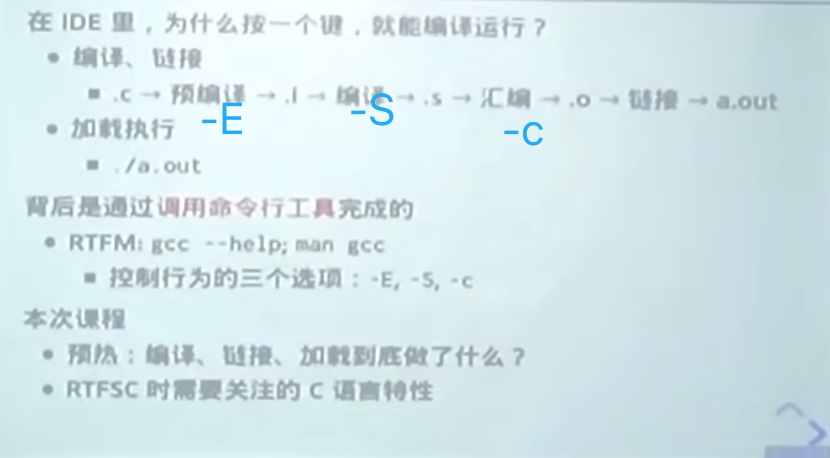 在 IDE 里，为什么按一个键，就能编译运行？
• 编译、链接
▪ .c → 预编译 → .i → 编译 → .s → 汇编 → .o → 链接 → a.out
-E -S -c
• 加载执行
▪ ./a.out
背后是通过调用命令行工具完成的
• RTFM: gcc --help; man gcc
▪ 控制行为的三个选项：-E, -S, -c
本次课程
• 预热：编译、链接、加载到底做了什么？
• RTFSC 时需要关注的 C 语言特性